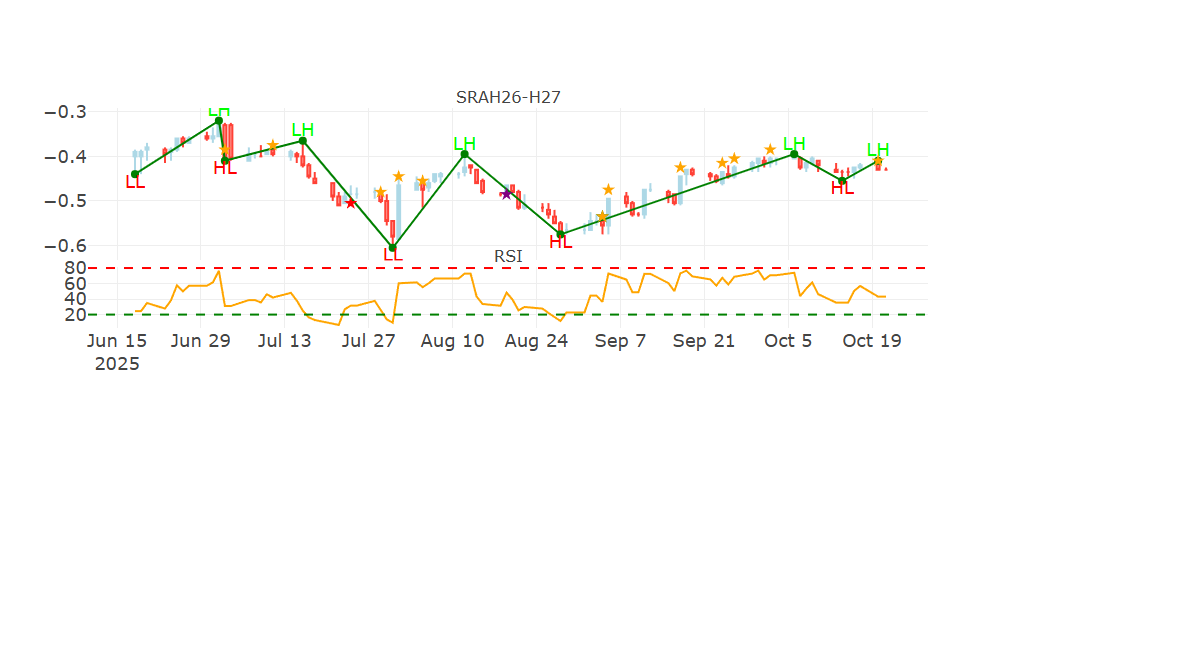 SRAH26-H27
−0.3
−0.4
−0.5
−0.6
LL
LH
HL
LH
LL
LH
HL
LH
HL
LH
RSI
80
60
40
20
Jun 15 Jun 29 Jul 13 Jul 27 Aug 10 Aug 24 Sep 7 Sep 21 Oct 5 Oct 19
2025